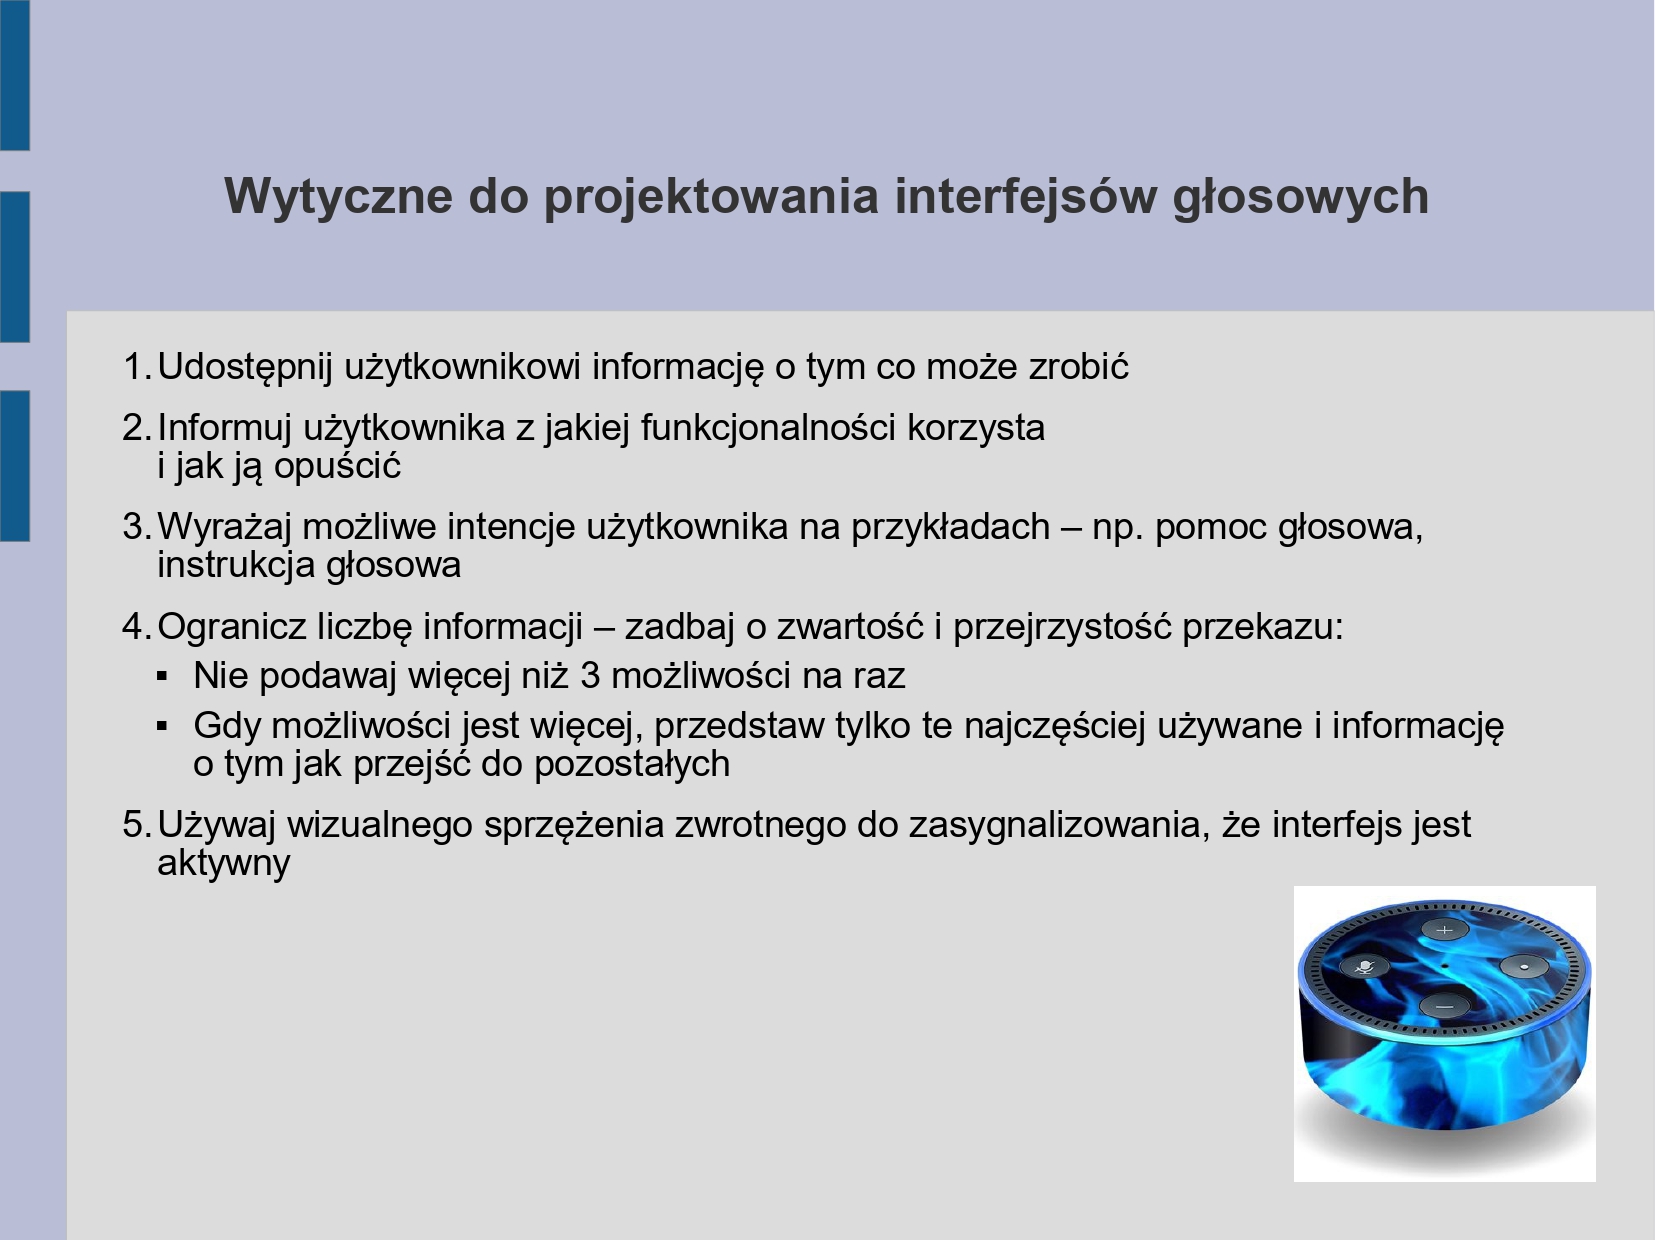 Wytyczne do projektowania interfejsów głosowych
1. Udostępnij użytkownikowi informację o tym co może zrobić
2. Informuj użytkownika z jakiej funkcjonalności korzysta
i jak ją opuścić
3. Wyrażaj możliwe intencje użytkownika na przykładach – np. pomoc głosowa,
instrukcja głosowa
4. Ogranicz liczbę informacji – zadbaj o zwartość i przejrzystość przekazu:
▪ Nie podawaj więcej niż 3 możliwości na raz
▪ Gdy możliwości jest więcej, przedstaw tylko te najczęściej używane i informację
o tym jak przejść do pozostałych
5. Używaj wizualnego sprzężenia zwrotnego do zasygnalizowania, że interfejs jest
aktywny